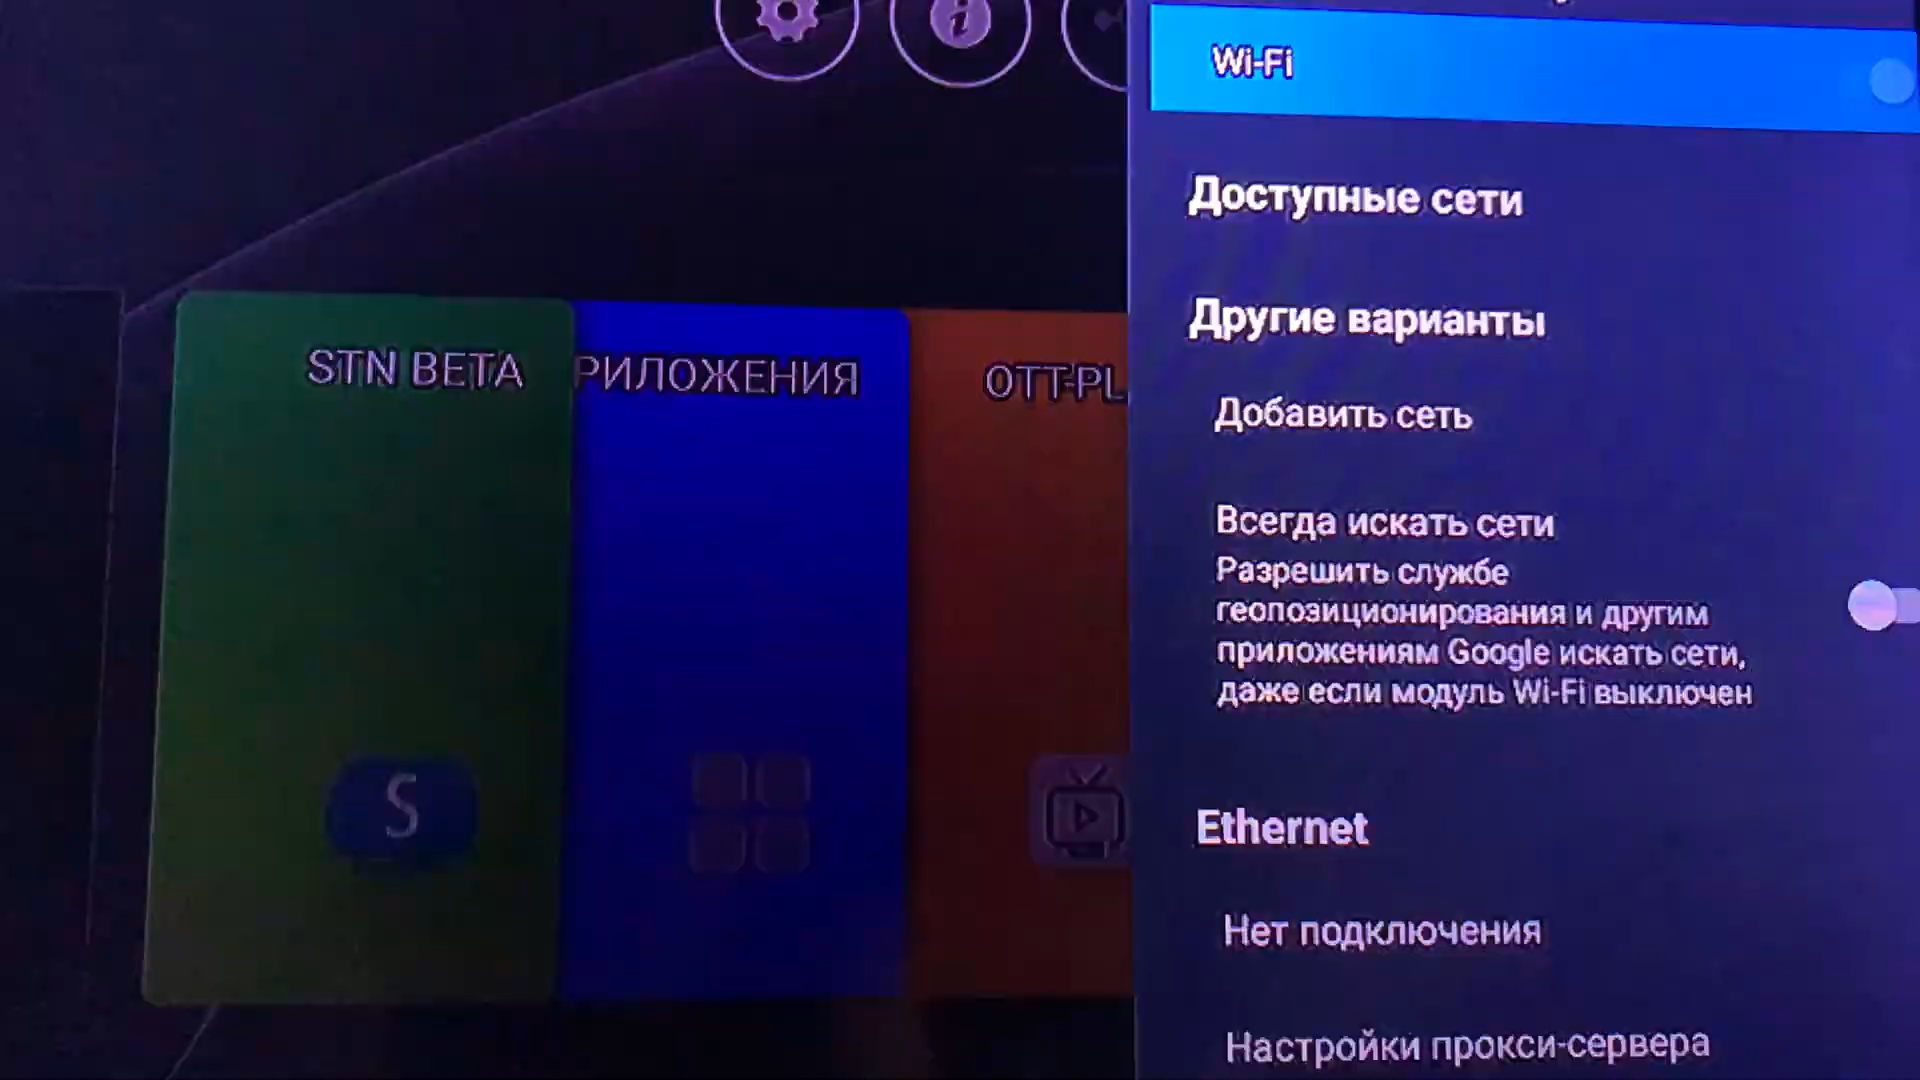 Wi-Fi
Доступные сети
Другие варианты
STN BETA
РИЛОЖЕНИЯ
OTT-PL
Добавить сеть
Всегда искать сети
Разрешить службе
геопозиционирования и другим
приложениям Google искать сети,
даже если модуль Wi-Fi выключен
S
Ethernet
Нет подключения
Настройки прокси-сервера